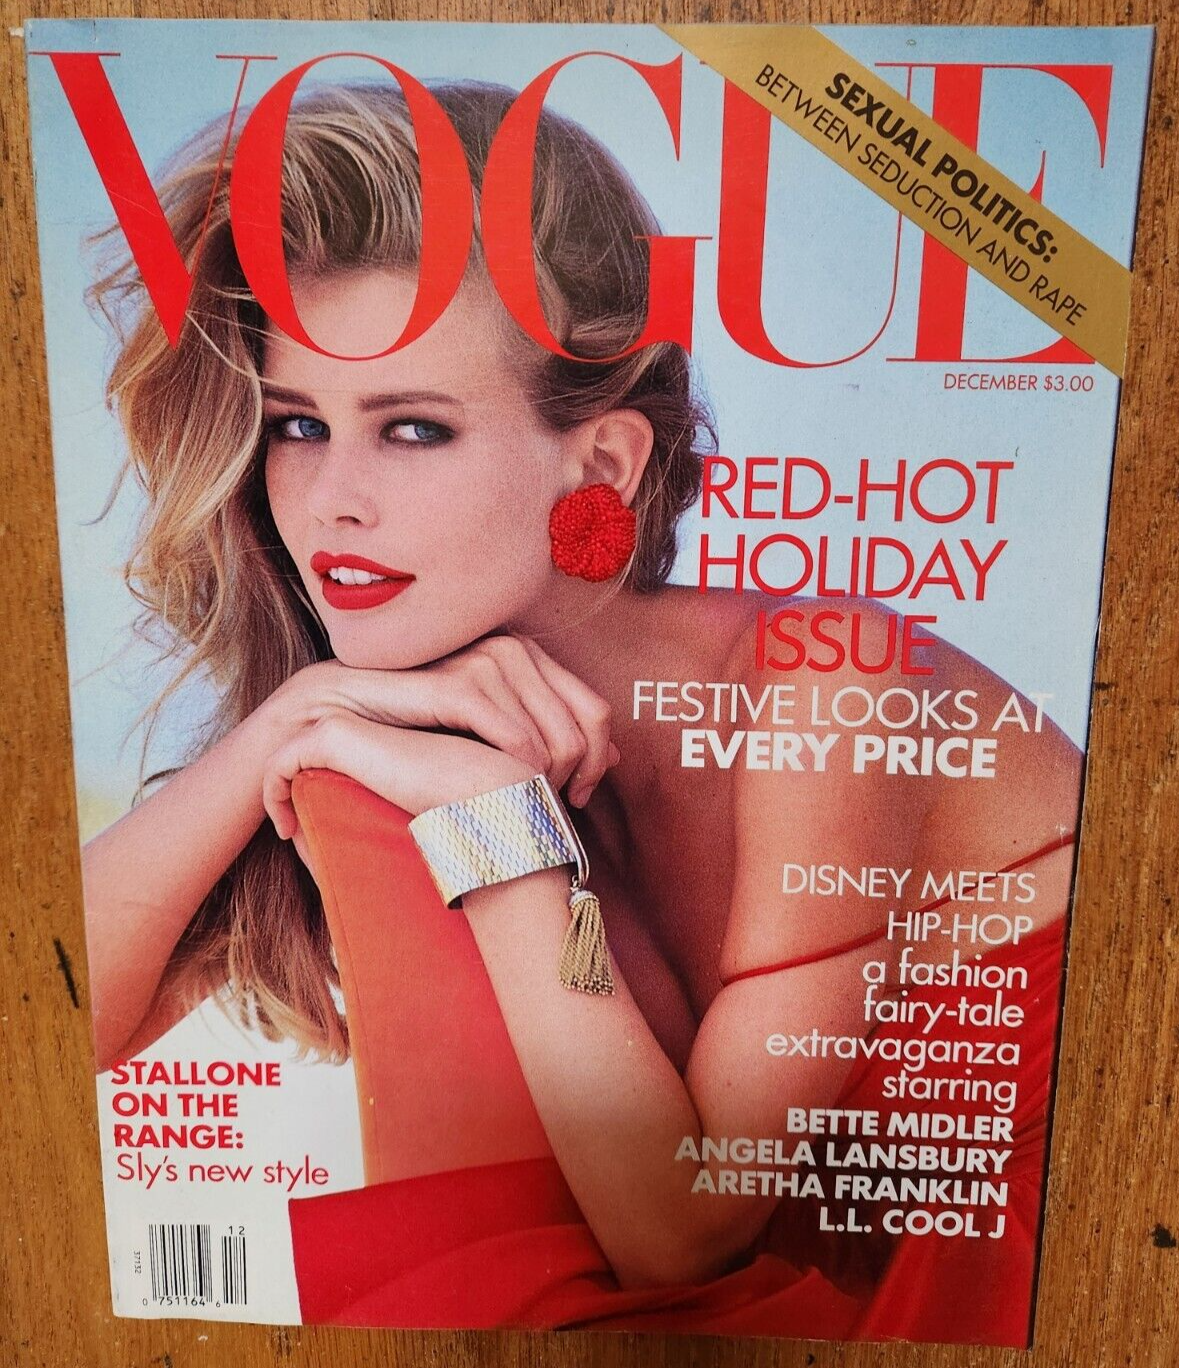 VOGUE
SEXUAL POLITICS:
BETWEEN SEDUCTION AND RAPE
DECEMBER $3.00
RED-HOT
HOLIDAY
ISSUE
FESTIVE LOOKS AT
EVERY PRICE
DISNEY MEETS
HIP-HOP
a fashion
fairy-tale
extravaganza
starring
BETTE MIDLER
ANGELA LANSBURY
ARETHA FRANKLIN
L.L. COOL J
STALLONE
ON THE
RANGE:
Sly's new style
12
37132
0 751164 6